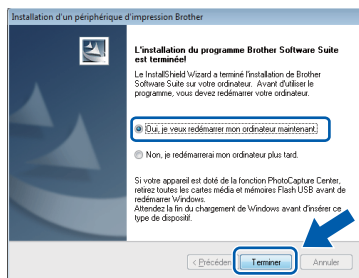 Installation d'un périphérique d'impression Brother
L'installation du programme Brother Software Suite
est terminée!
Le InstallShield Wizard a terminé l'installation de Brother
Software Suite sur votre ordinateur. Avant d'utiliser le
programme, vous devez redémarrer votre ordinateur.
Oui, je veux redémarrer mon ordinateur maintenant.
Non, je redémarrerai mon ordinateur plus tard.
Si votre appareil est doté de la fonction PhotoCapture Center,
retirez toutes les cartes média et mémoires Flash USB avant de
redémarrer Windows.
Attendez la fin du chargement de Windows avant d'insérer ce
type de dispositif.
< Précéden Terminer Annuler